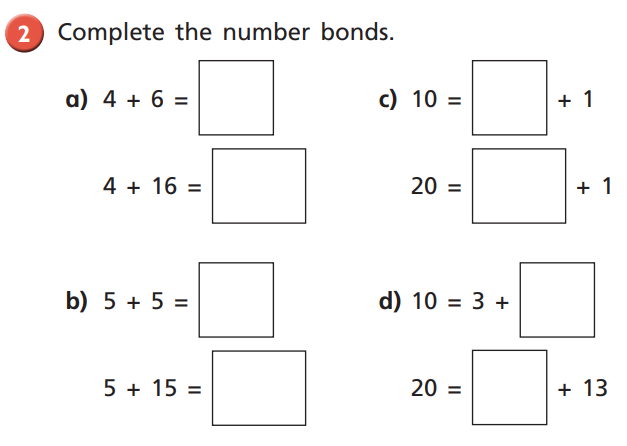 2 Complete the number bonds.
a) 4 + 6 =
4 + 16 =
b) 5 + 5 =
5 + 15 =
c) 10 = + 1
20 = + 1
d) 10 = 3 +
20 = + 13